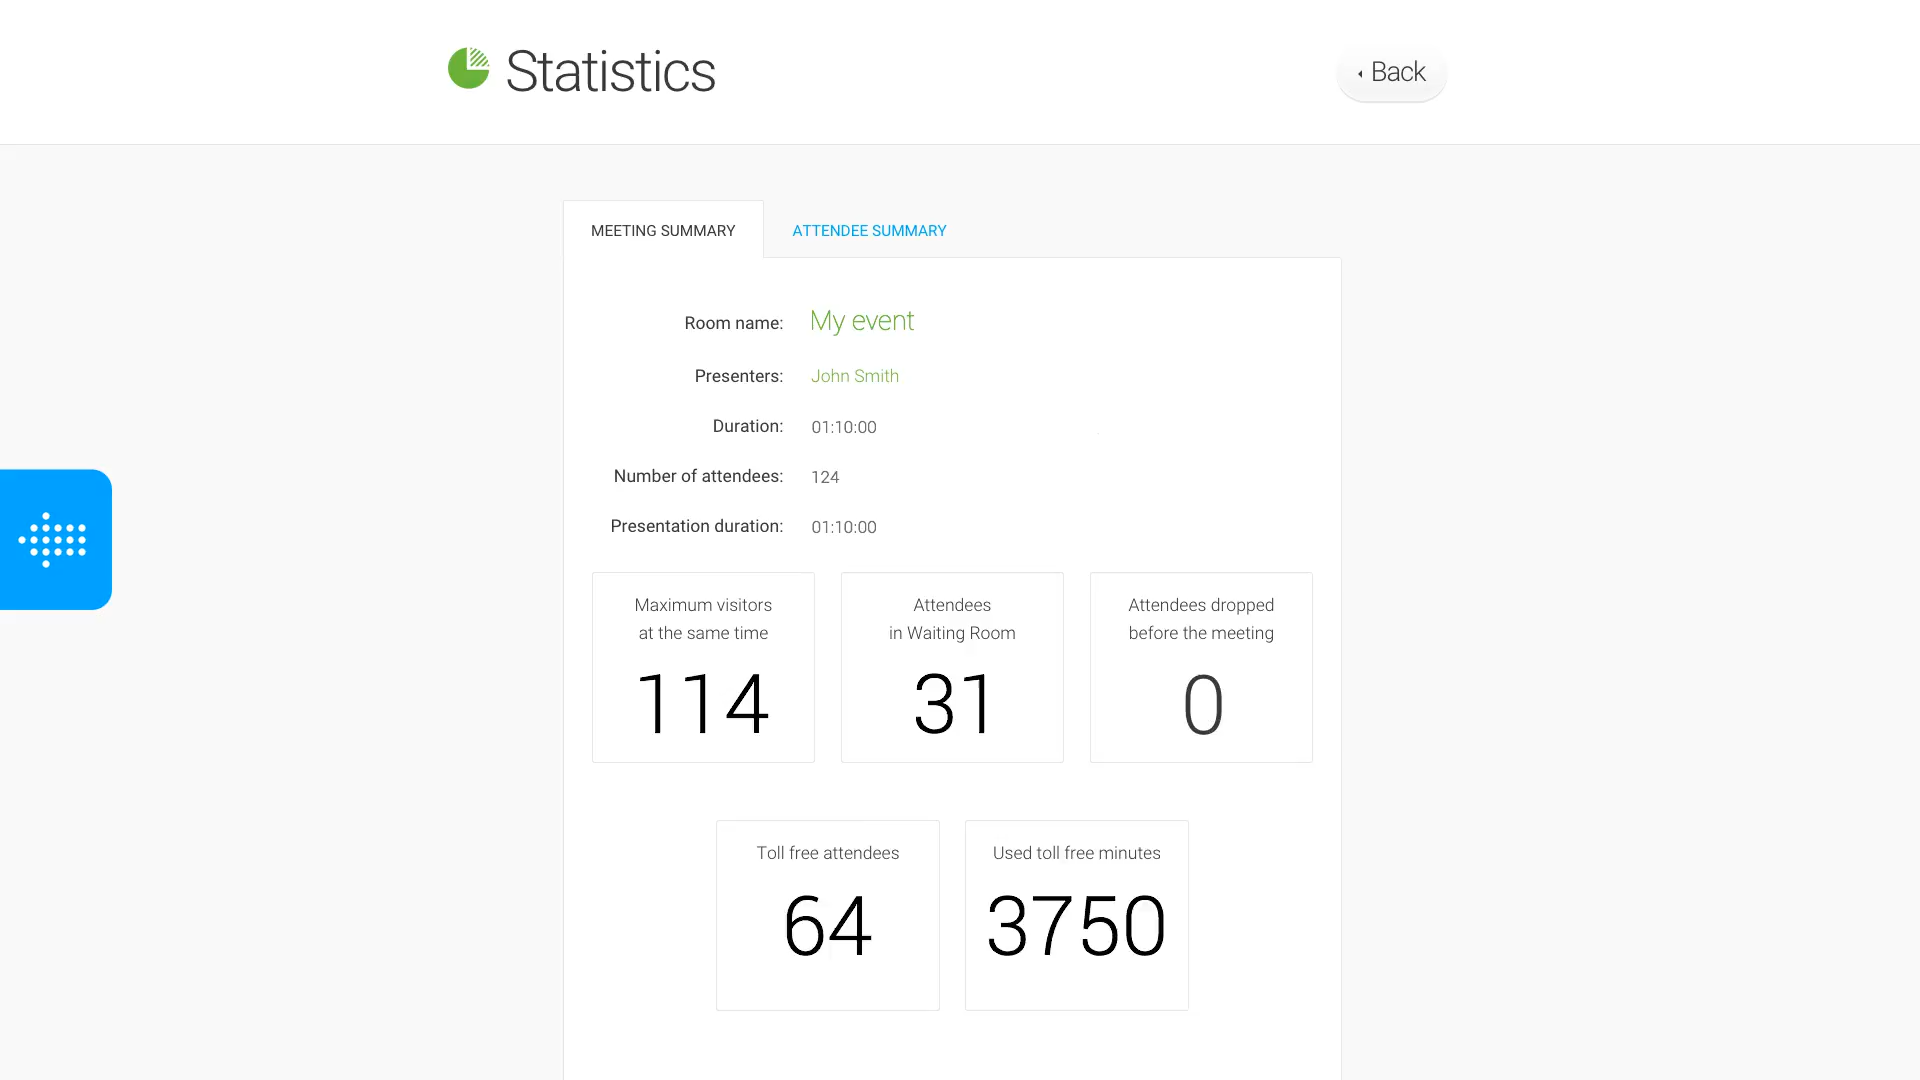 Statistics
Back
MEETING SUMMARY
ATTENDEE SUMMARY
Room name: My event
Presenters: John Smith
Duration: 01:10:00
Number of attendees: 124
Presentation duration: 01:10:00
Maximum visitors
at the same time
114
Attendees
in Waiting Room
31
Attendees dropped
before the meeting
0
Toll free attendees
64
Used toll free minutes
3750